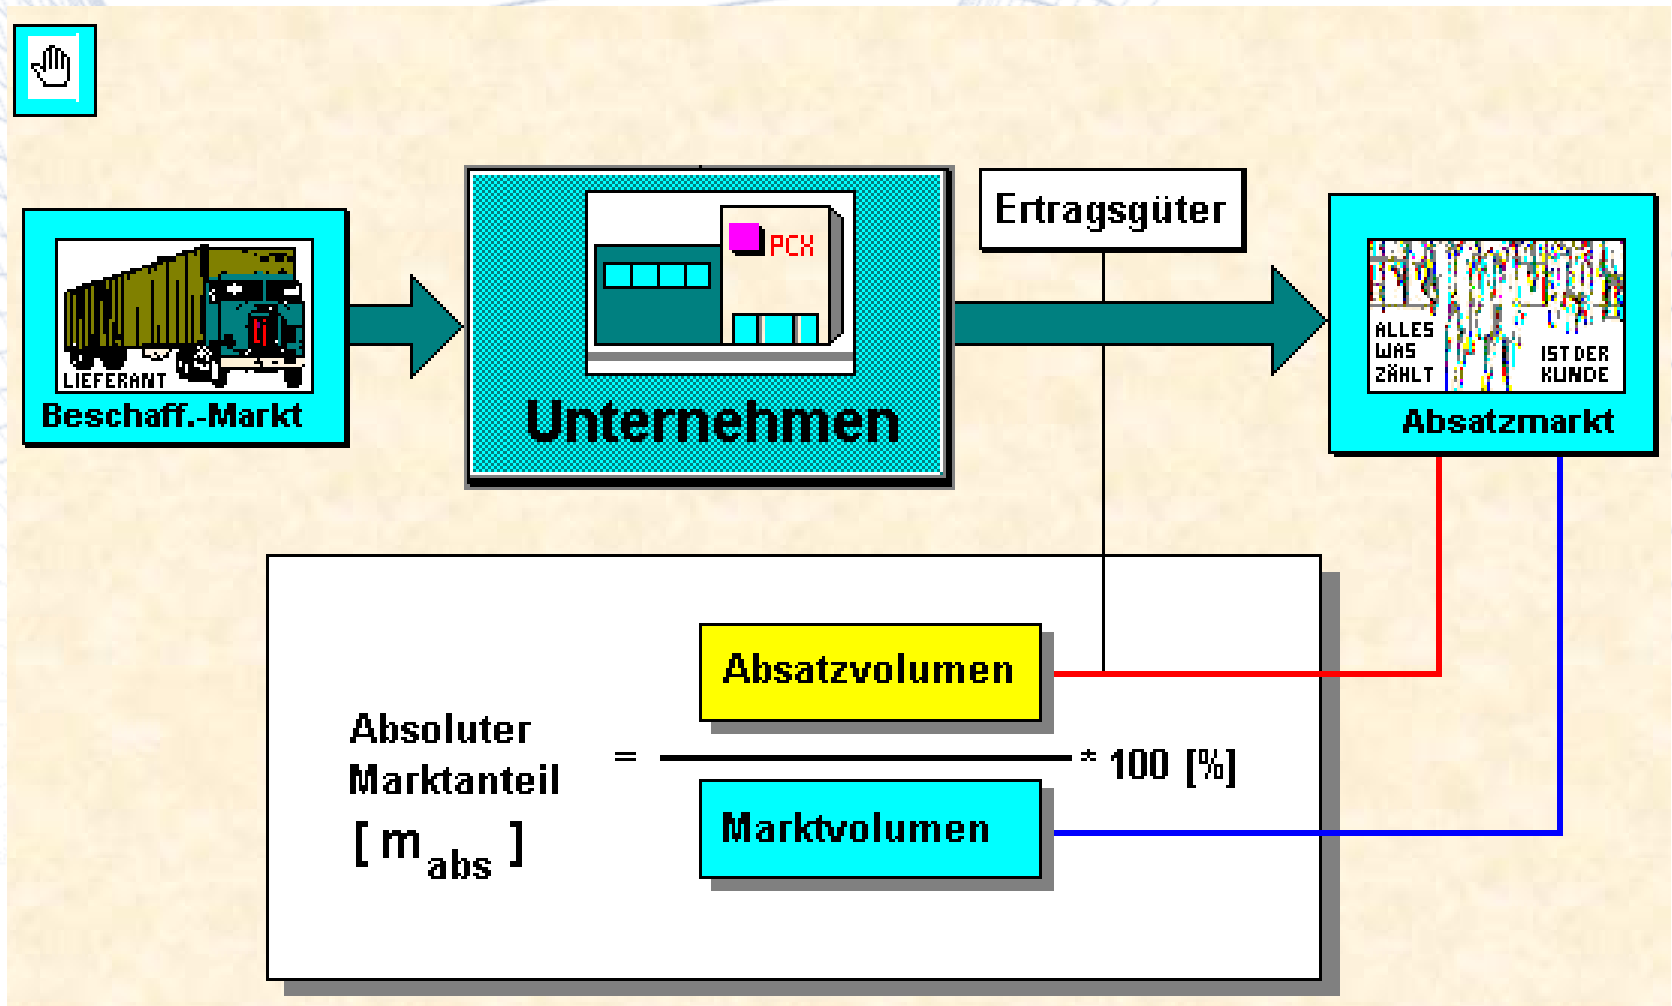 PCX
Ertragsgüter
LIEFERANT
Beschaff.-Markt
Unternehmen
ALLES
WAS
ZÄHLT
IST DER
KUNDE
Absatzmarkt
Absatzvolumen
Absoluter
Marktanteil
[ m abs ]
= * 100 [%]
Marktvolumen